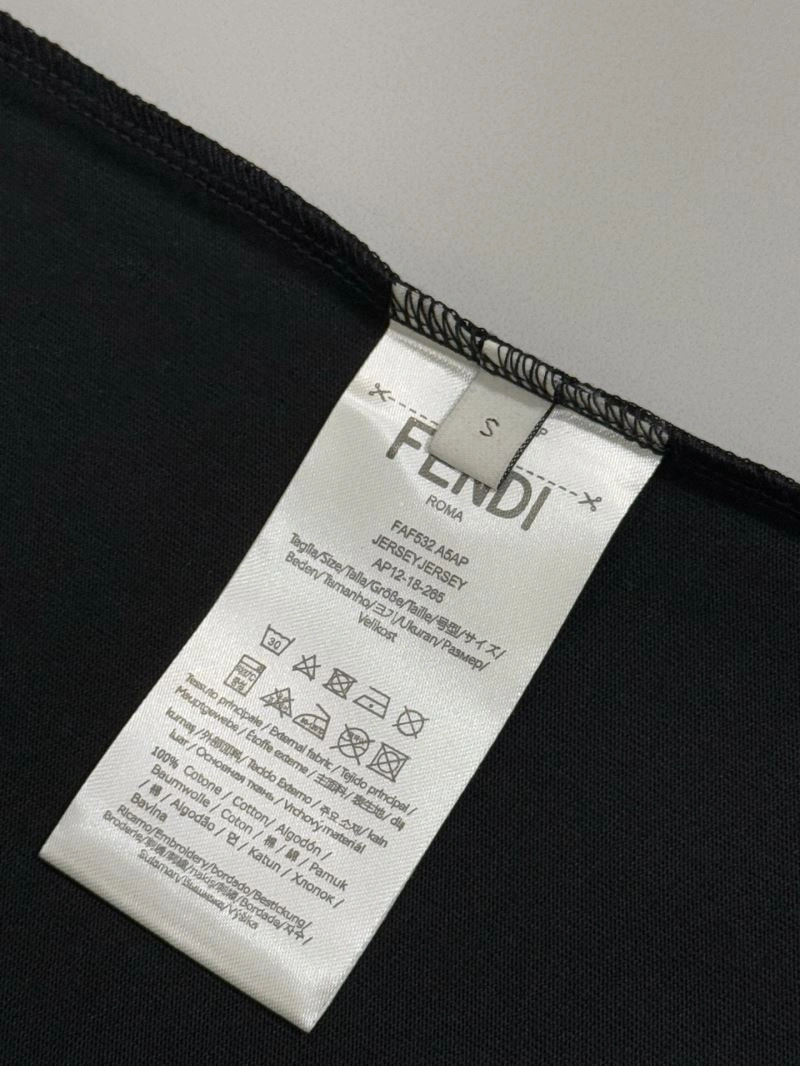 S
FENDI
ROMA
FAF532 A5AP
JERSEYJERSEY
AP12-18-265
Taglia/Size/Talla/Größe/Taille/号型/サイズ/
Beden/Tamanho/크기/Ukuran/Размер/
Velikost
30
Tessuto principale / External fabric / Tejido principal /
Hauptgewebe / Étoffe externe / 主面料 / 表生地 / dış
kumaş /外部面料/ Tecido Externo / 주요 소재/ kain
luar / Основная ткань / Vrchový materiál
100% Cotone / Cotton / Algodón /
Baumwolle / Coton / 棉 / 綿 / Pamuk
/ 棉 / Algodão / 면 / Katun / Хлопок /
Bavlna
Ricamo/Embroidery/bordado/Bestickung/
Broderie/刺绣/刺繍/nakış/刺繡/Bordado/자수/
Sulaman/Вышивка/Výšivka